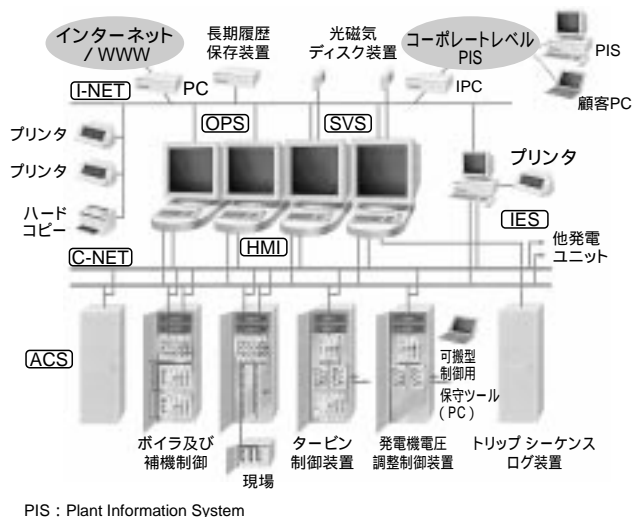 インターネット
/ WWW
長期履歴
保存装置
光磁気
ディスク装置
コーポレートレベル
PIS
PIS
顧客PC
I-NET
PC
IPC
OPS
SVS
プリンタ
プリンタ
ハード
コピー
プリンタ
IES
他発電
ユニット
HMI
C-NET
ACS
可搬型
制御用
保守ツール
(PC)
ボイラ及び
補機制御
現場
タービン
制御装置
発電機電圧
調整制御装置
トリップ シーケンス
ログ装置
PIS：Plant Information System